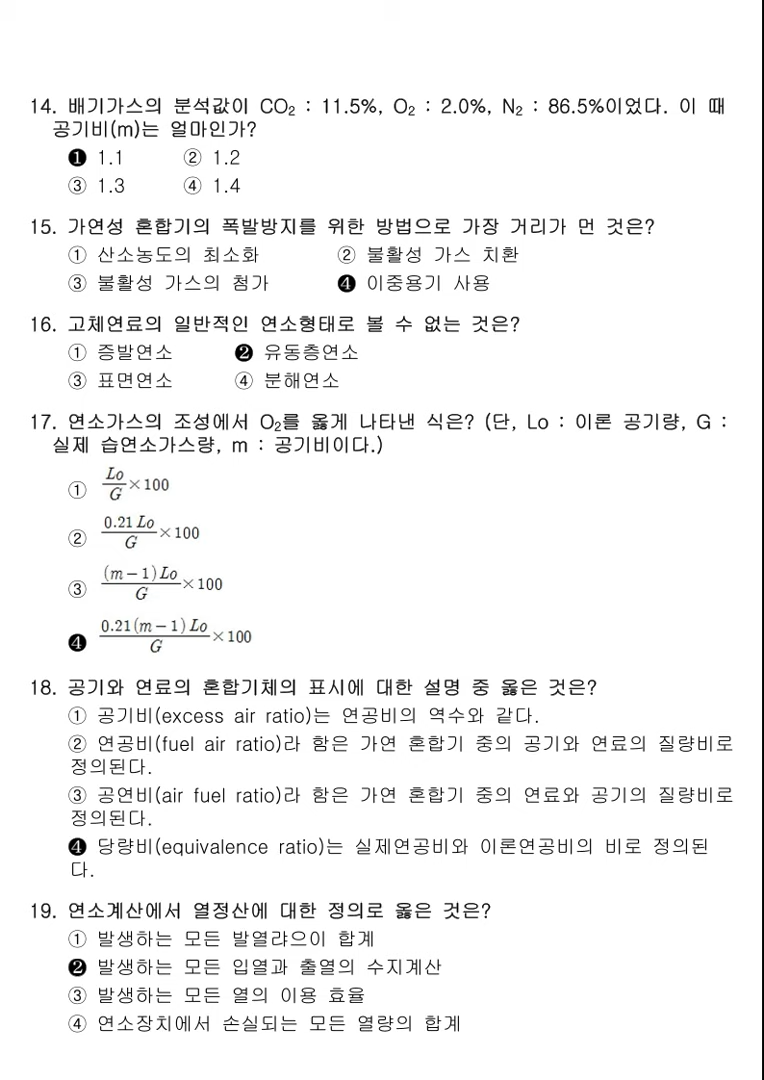 14. 배기가스의 분석값이 CO₂ : 11.5%, O₂ : 2.0%, N₂ : 86.5%이었다. 이 때
공기비(m)는 얼마인가?
❶ 1.1 ② 1.2
③ 1.3 ④ 1.4
15. 가연성 혼합기의 폭발방지를 위한 방법으로 가장 거리가 먼 것은?
① 산소농도의 최소화 ② 불활성 가스 치환
③ 불활성 가스의 첨가 ❹ 이중용기 사용
16. 고체연료의 일반적인 연소형태로 볼 수 없는 것은?
① 증발연소 ❷ 유동층연소
③ 표면연소 ④ 분해연소
17. 연소가스의 조성에서 O₂를 옳게 나타낸 식은? (단, Lo : 이론 공기량, G :
실제 습연소가스량, m : 공기비이다.)
① Lo/G × 100
② 0.21 Lo/G × 100
③ (m − 1) Lo/G × 100
❹ 0.21(m − 1) Lo/G × 100
18. 공기와 연료의 혼합기체의 표시에 대한 설명 중 옳은 것은?
① 공기비(excess air ratio)는 연공비의 역수와 같다.
② 연공비(fuel air ratio)라 함은 가연 혼합기 중의 공기와 연료의 질량비로
정의된다.
③ 공연비(air fuel ratio)라 함은 가연 혼합기 중의 연료와 공기의 질량비로
정의된다.
❹ 당량비(equivalence ratio)는 실제연공비와 이론연공비의 비로 정의된
다.
19. 연소계산에서 열정산에 대한 정의로 옳은 것은?
① 발생하는 모든 발열랴으이 합계
❷ 발생하는 모든 입열과 출열의 수지계산
③ 발생하는 모든 열의 이용 효율
④ 연소장치에서 손실되는 모든 열량의 합계